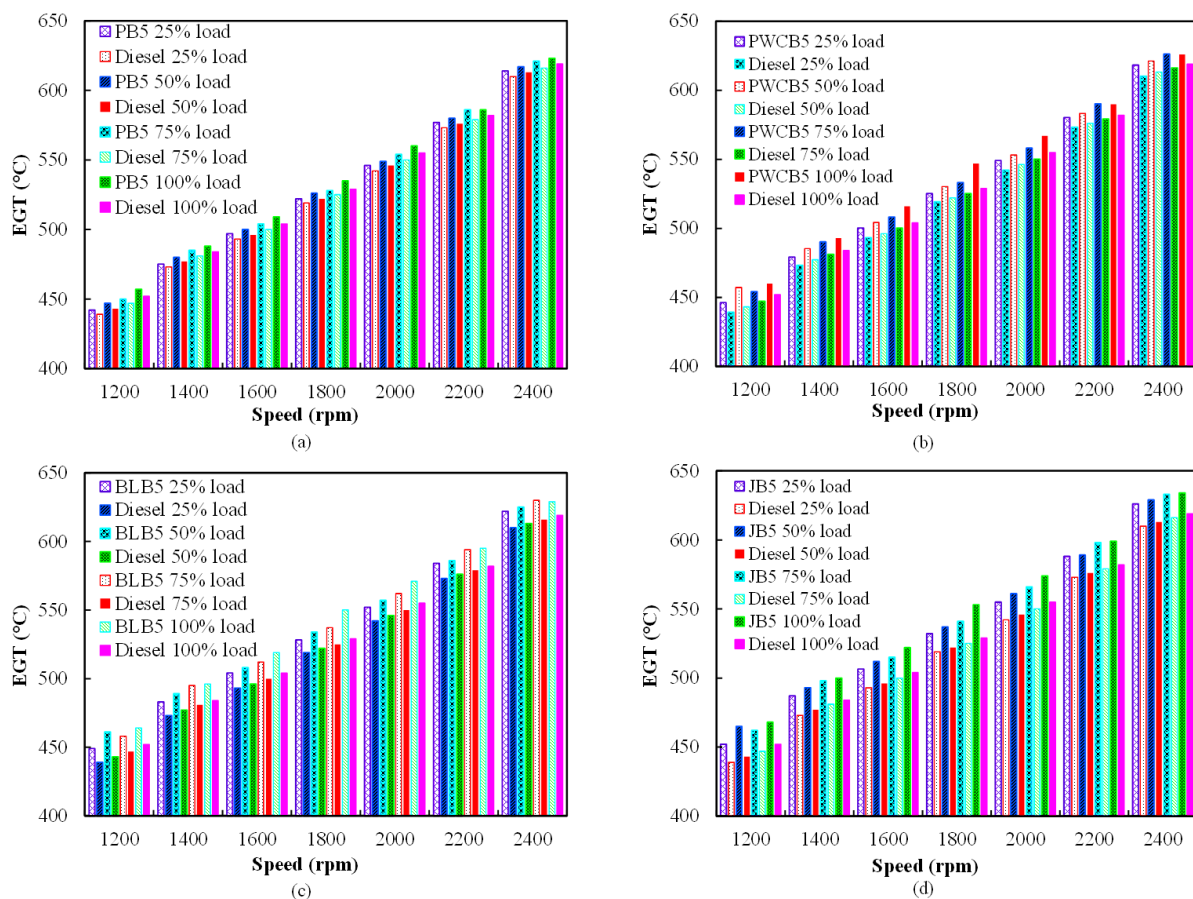 650
600
550
500
450
400
EGT (°C)
PB5 25% load
Diesel 25% load
PB5 50% load
Diesel 50% load
PB5 75% load
Diesel 75% load
PB5 100% load
Diesel 100% load
1200 1400 1600 1800 2000 2200 2400
Speed (rpm)
(a)
650
600
550
500
450
400
EGT (°C)
PWCB5 25% load
Diesel 25% load
PWCB5 50% load
Diesel 50% load
PWCB5 75% load
Diesel 75% load
PWCB5 100% load
Diesel 100% load
1200 1400 1600 1800 2000 2200 2400
Speed (rpm)
(b)
650
600
550
500
450
400
EGT (°C)
BLB5 25% load
Diesel 25% load
BLB5 50% load
Diesel 50% load
BLB5 75% load
Diesel 75% load
BLB5 100% load
Diesel 100% load
1200 1400 1600 1800 2000 2200 2400
Speed (rpm)
(c)
650
600
550
500
450
400
EGT (°C)
JB5 25% load
Diesel 25% load
JB5 50% load
Diesel 50% load
JB5 75% load
Diesel 75% load
JB5 100% load
Diesel 100% load
1200 1400 1600 1800 2000 2200 2400
Speed (rpm)
(d)